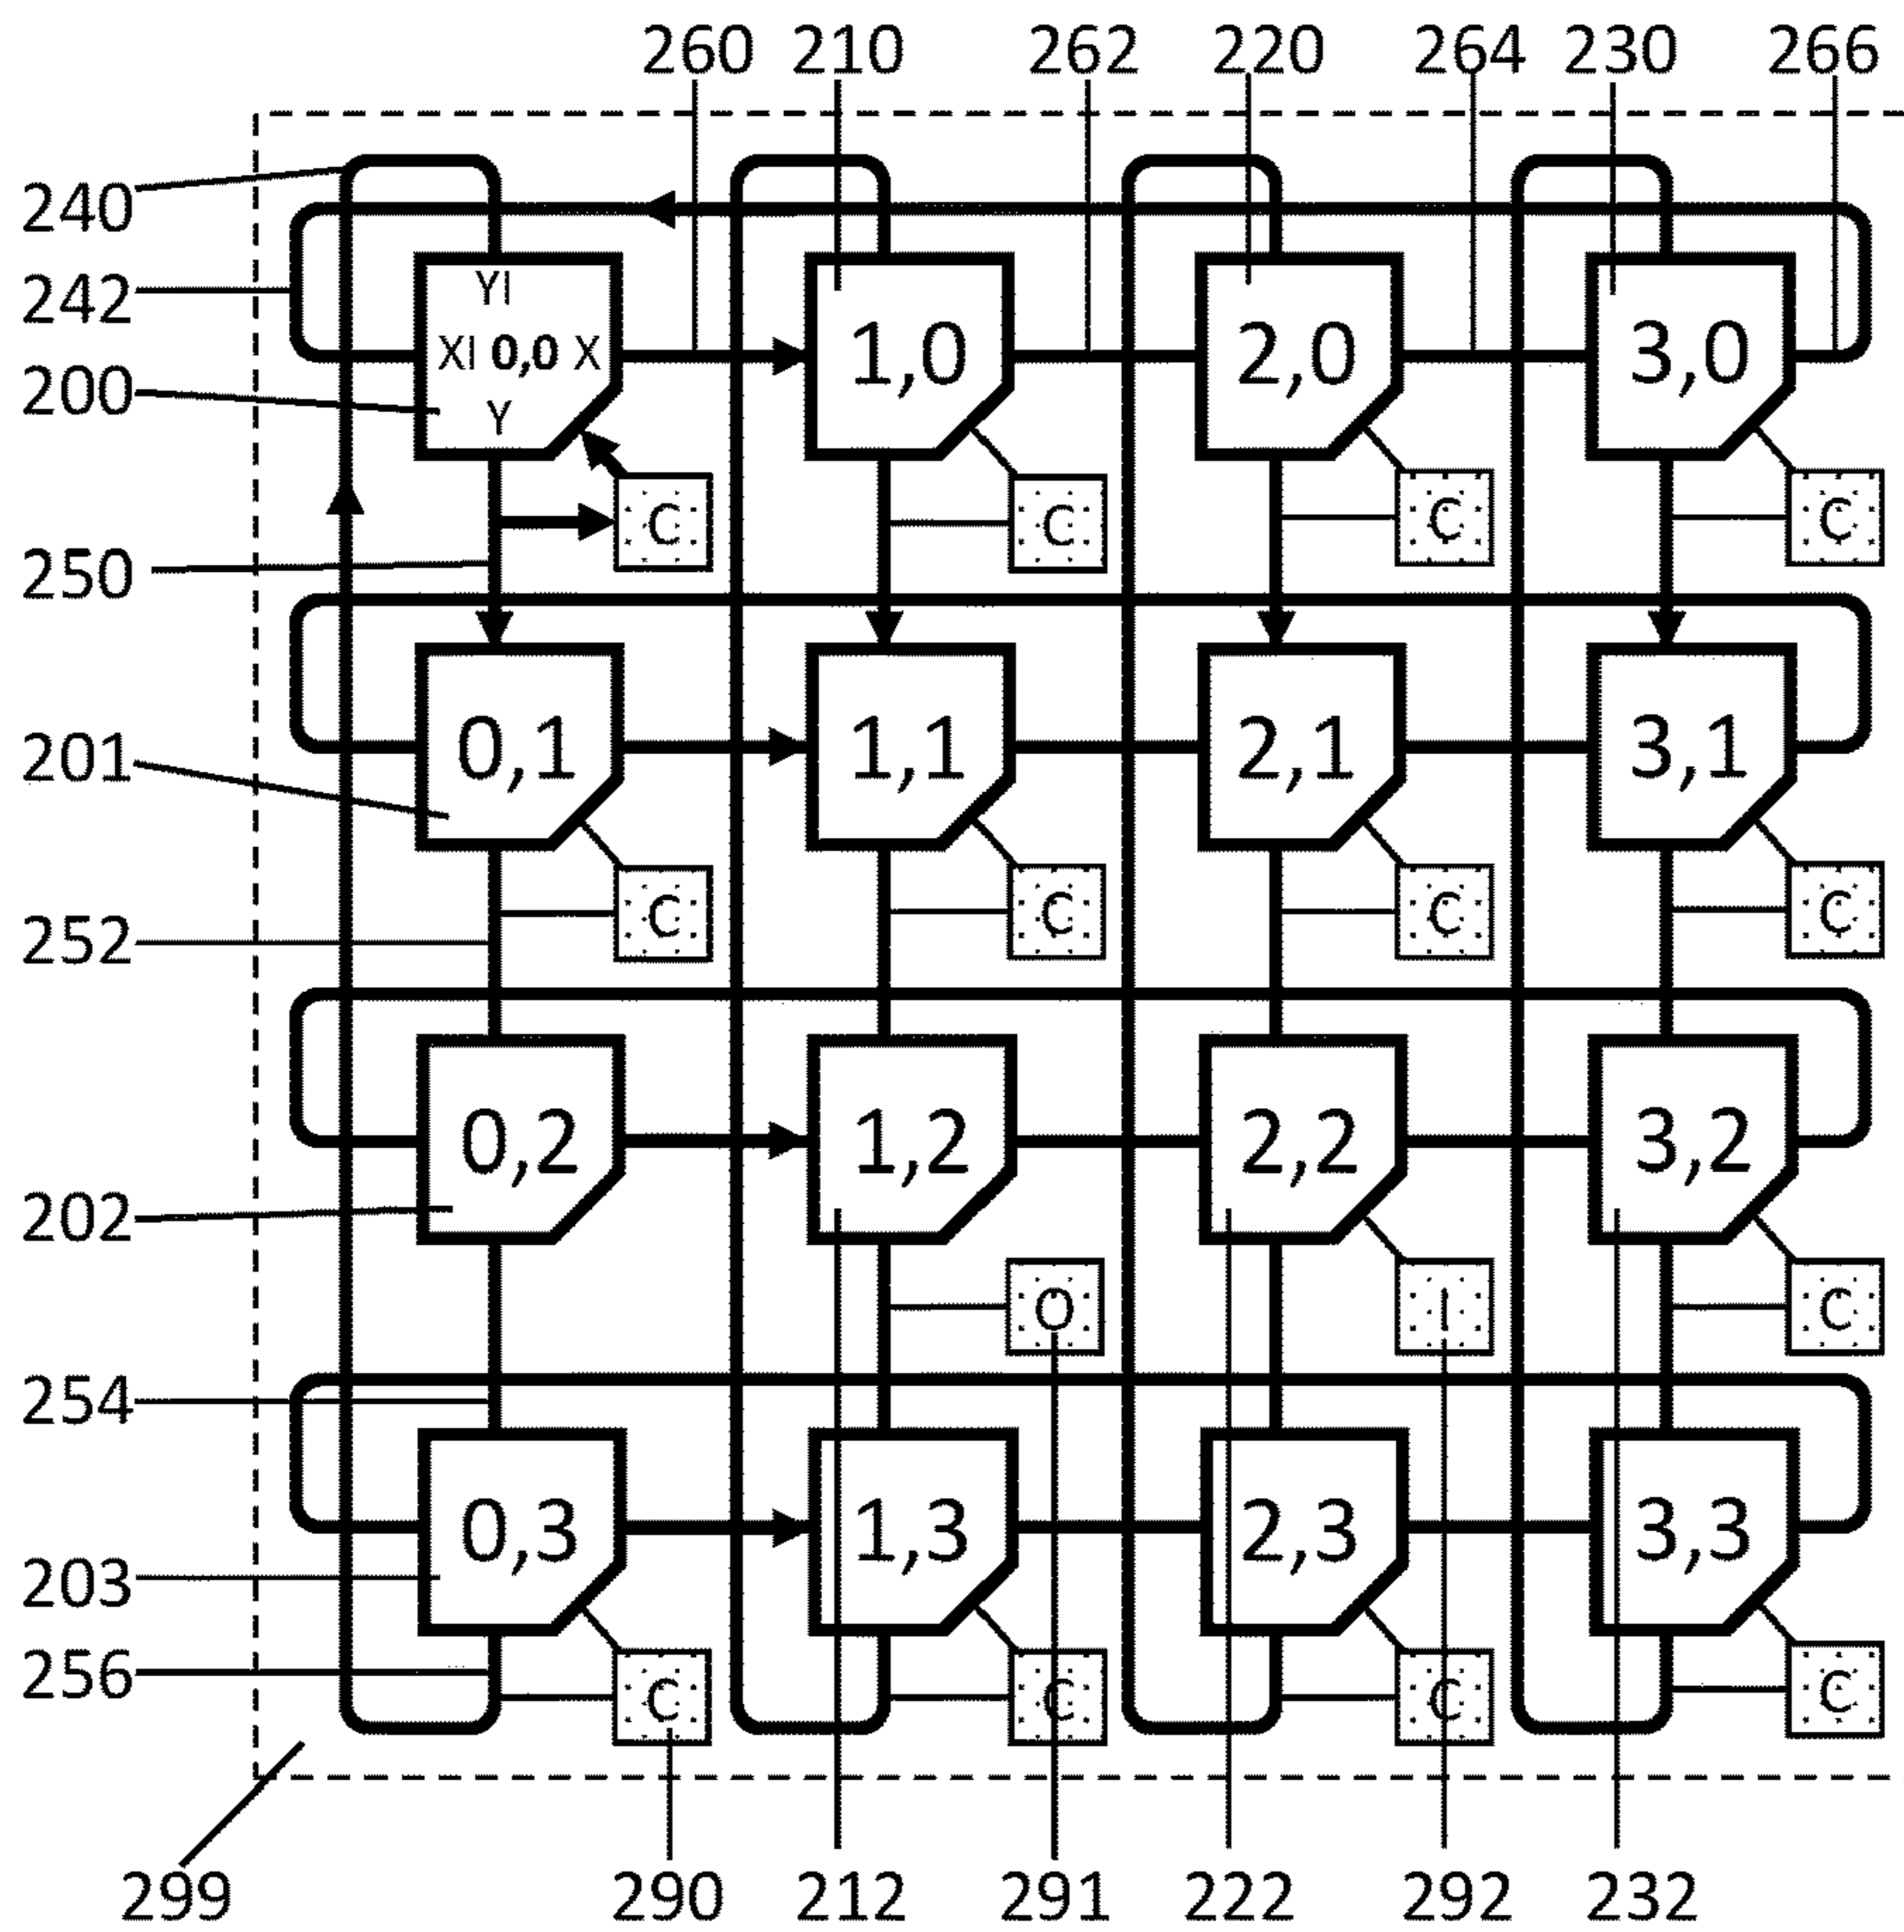 260 210 262 220 264 230 266
240
242
YI
XI 0,0 X 1,0 2,0 3,0
200
Y
C C C C
250
0,1 1,1 2,1 3,1
201
C C C C
252
0,2 1,2 2,2 3,2
202
O I C
254
0,3 1,3 2,3 3,3
203
256
C C C C
299 290 212 291 222 292 232